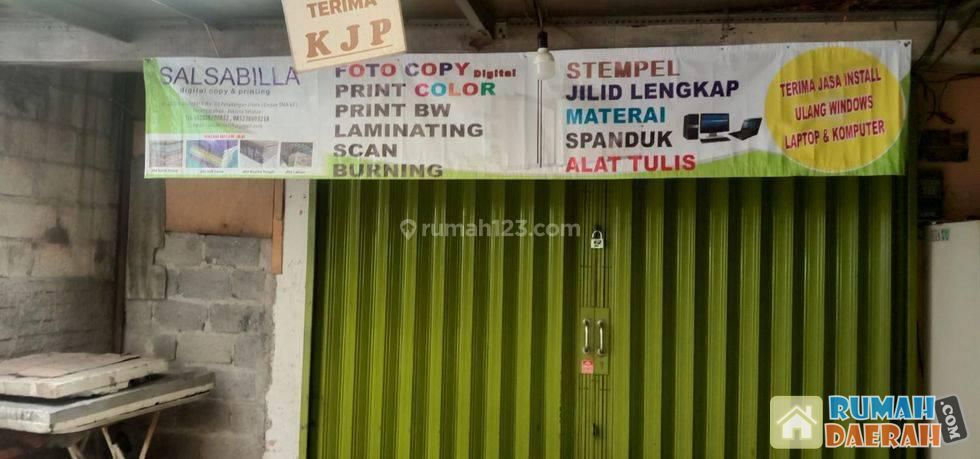 TERIMA
KJP
SALSABILLA
digital copy & printing
FOTO COPY Digital
PRINT COLOR
PRINT BW
LAMINATING
SCAN
BURNING
STEMPEL
JILID LENGKAP
MATERAI
SPANDUK
ALAT TULIS
TERIMA JASA INSTALL
ULANG WINDOWS
LAPTOP & KOMPUTER
rumah123.com
RUMAH
DAERAH
.COM